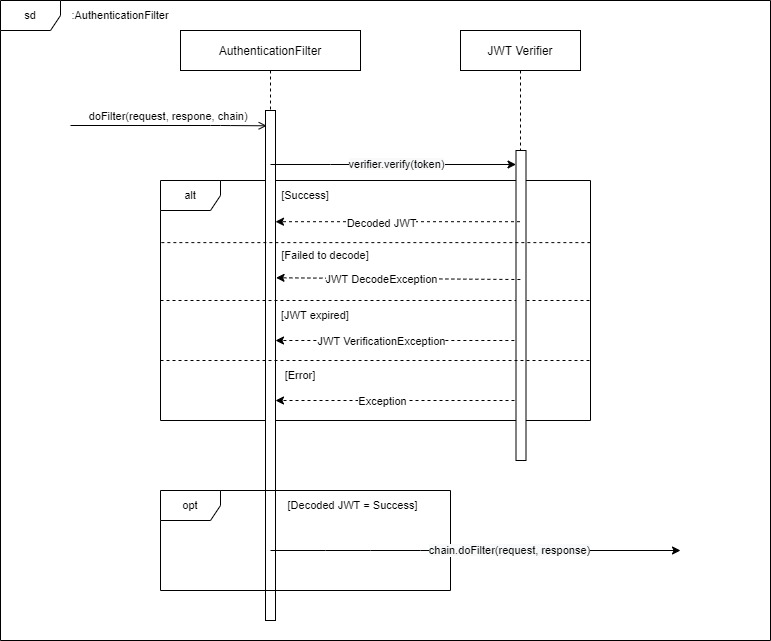 sd
:AuthenticationFilter
AuthenticationFilter
JWT Verifier
doFilter(request, respone, chain)
verifier.verify(token)
alt
[Success]
Decoded JWT
[Failed to decode]
JWT DecodeException
[JWT expired]
JWT VerificationException
[Error]
Exception
opt
[Decoded JWT = Success]
chain.doFilter(request, response)